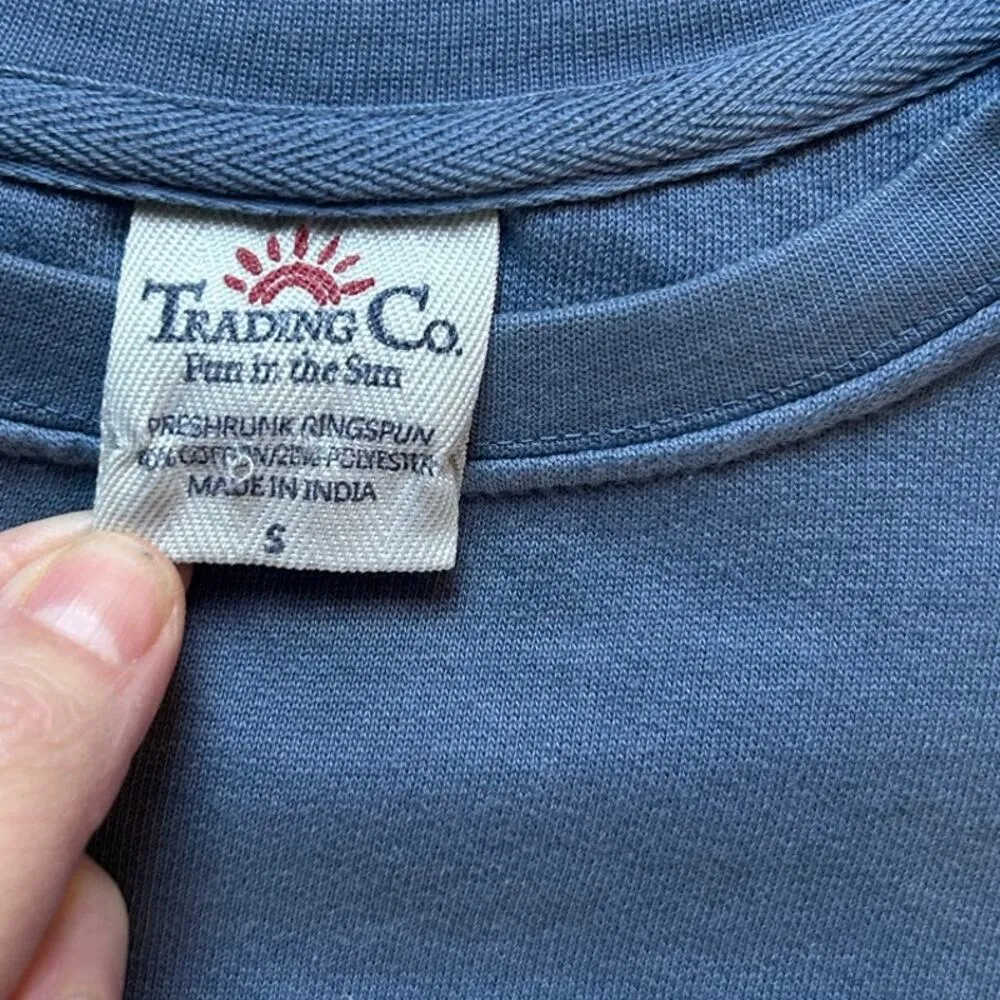 TRADING CO.
Fun in the Sun
PRESHRUNK RINGSPUN
COTTON/20% POLYESTER
MADE IN INDIA
S